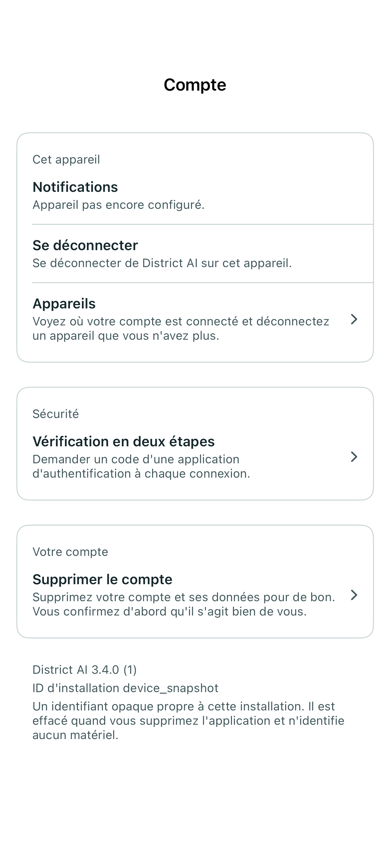 Compte
Cet appareil
Notifications
Appareil pas encore configuré.
Se déconnecter
Se déconnecter de District AI sur cet appareil.
Appareils
Voyez où votre compte est connecté et déconnectez
un appareil que vous n'avez plus.
Sécurité
Vérification en deux étapes
Demander un code d'une application
d'authentification à chaque connexion.
Votre compte
Supprimer le compte
Supprimez votre compte et ses données pour de bon.
Vous confirmez d'abord qu'il s'agit bien de vous.
District AI 3.4.0 (1)
ID d'installation device_snapshot
Un identifiant opaque propre à cette installation. Il est
effacé quand vous supprimez l'application et n'identifie
aucun matériel.